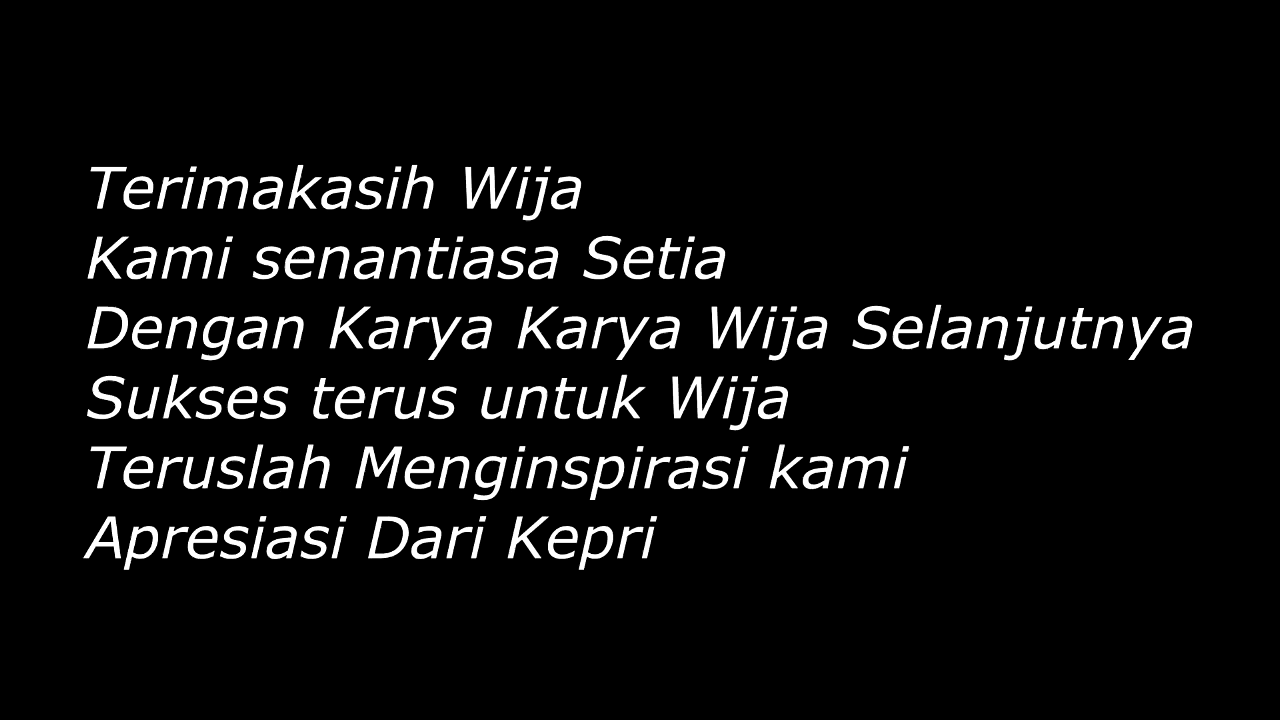 Terimakasih Wija
Kami senantiasa Setia
Dengan Karya Karya Wija Selanjutnya
Sukses terus untuk Wija
Teruslah Menginspirasi kami
Apresiasi Dari Kepri